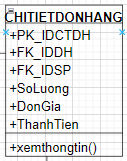 CHITIETDONHANG
+PK_IDCTDH
+FK_IDDH
+FK_IDSP
+SoLuong
+DonGia
+ThanhTien
+xemthongtin()